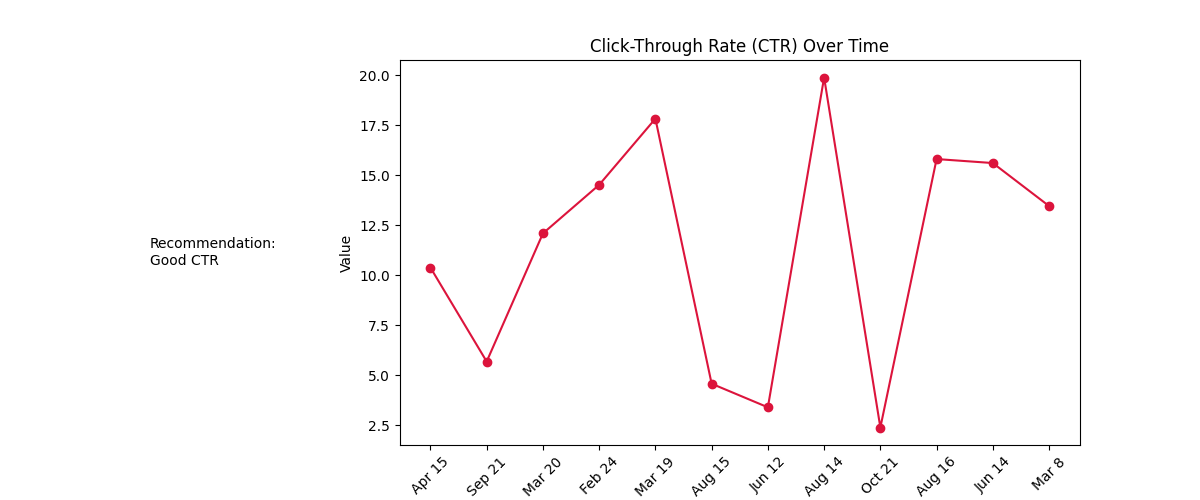 Click-Through Rate (CTR) Over Time
Recommendation:
Good CTR
Value
20.0
17.5
15.0
12.5
10.0
7.5
5.0
2.5
Apr 15
Sep 21
Mar 20
Feb 24
Mar 19
Aug 15
Jun 12
Aug 14
Oct 21
Aug 16
Jun 14
Mar 8